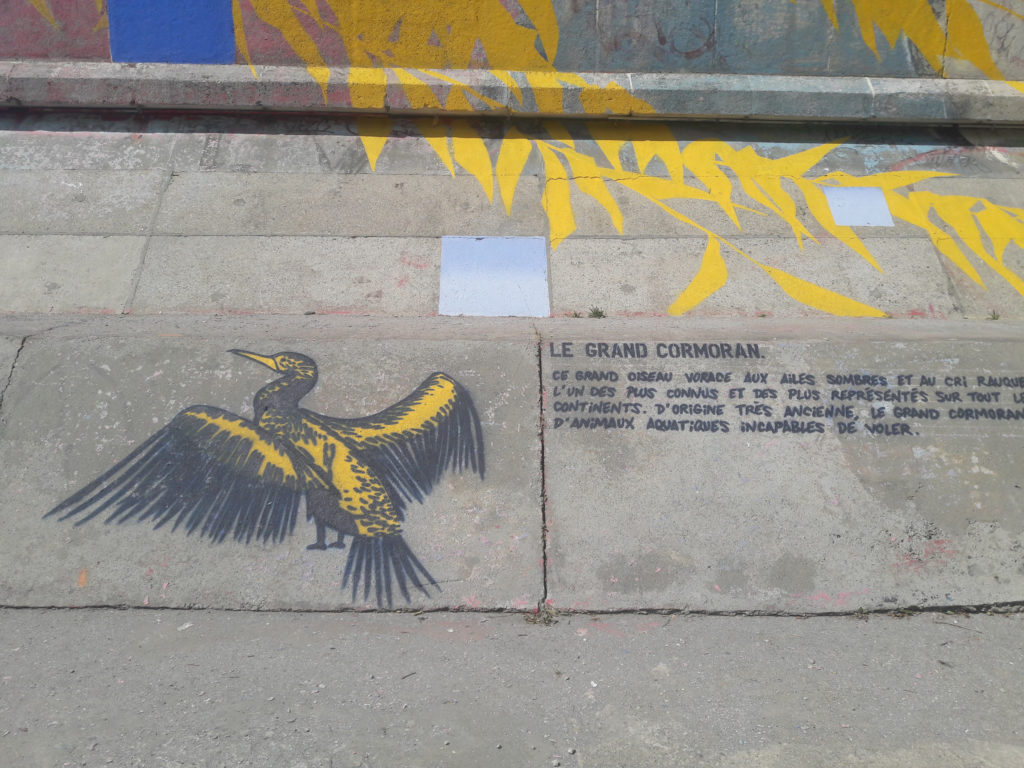 LE GRAND CORMORAN.
CE GRAND OISEAU VORACE AUX AILES SOMBRES ET AU CRI RAUQUE
L'UN DES PLUS CONNUS ET DES PLUS REPRÉSENTÉS SUR TOUT LE
CONTINENTS. D'ORIGINE TRÈS ANCIENNE, LE GRAND CORMORAN
D'ANIMAUX AQUATIQUES INCAPABLES DE VOLER.